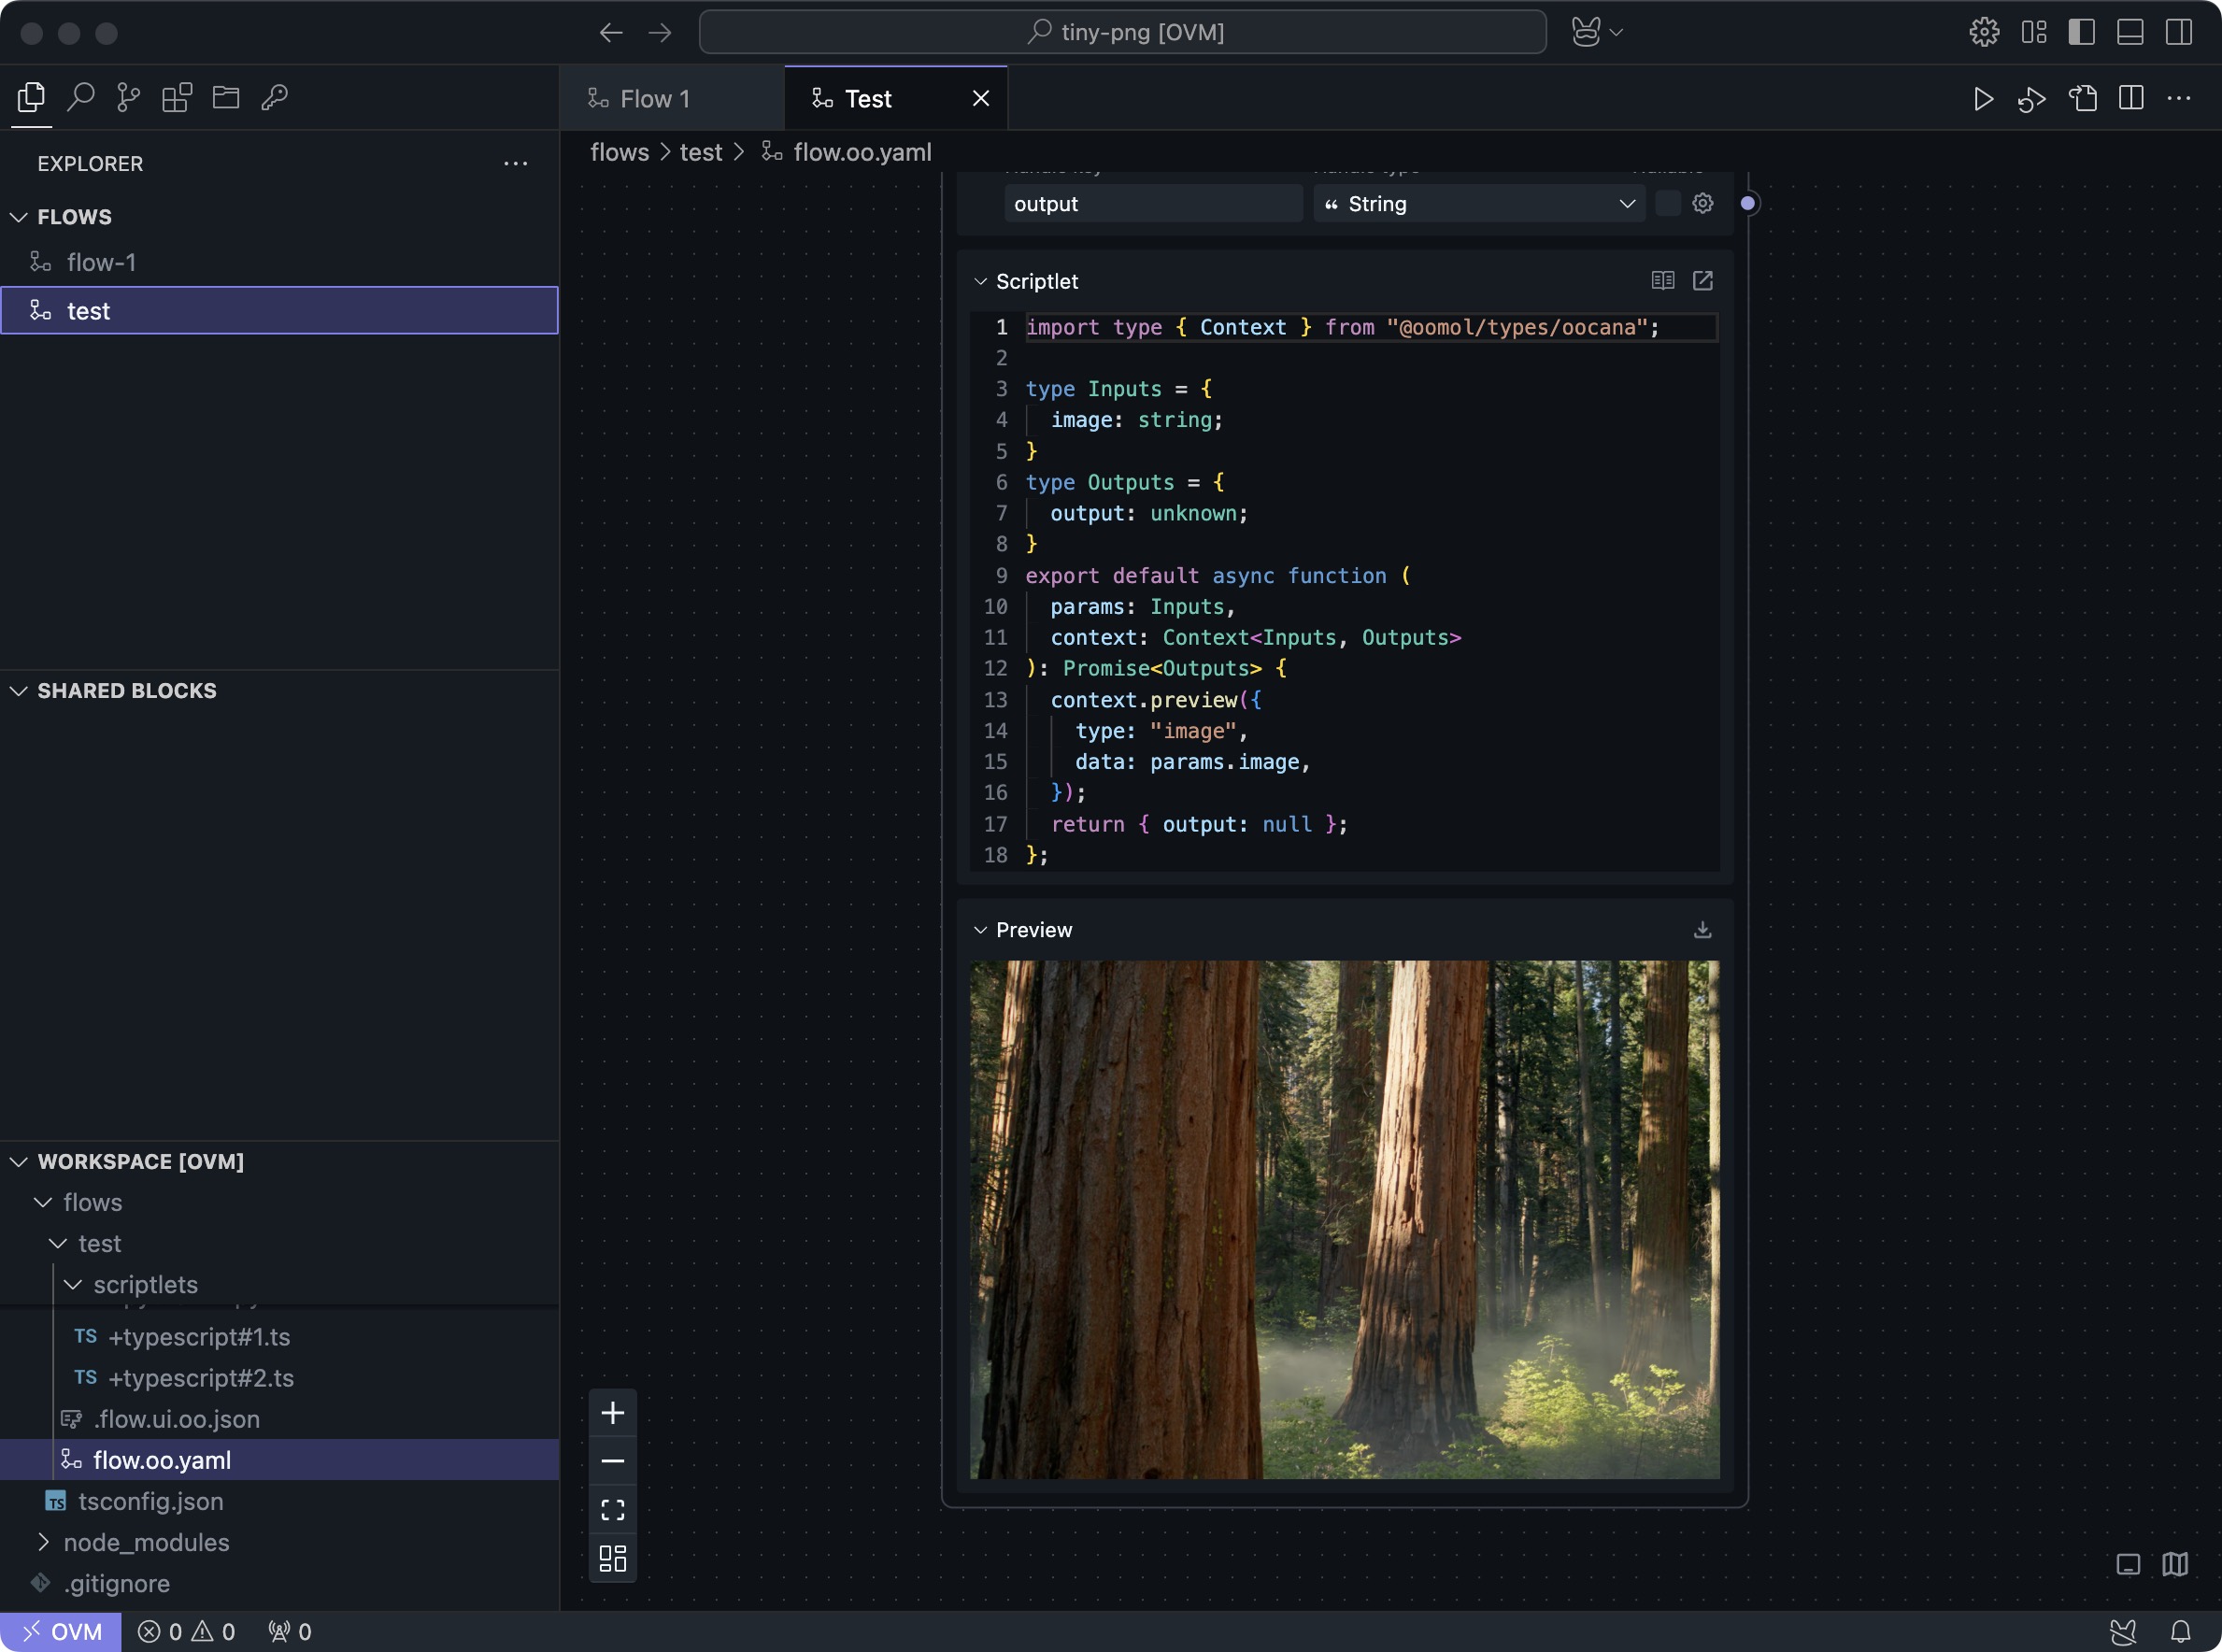 tiny-png [OVM]
Flow 1
Test
EXPLORER
flows > test > flow.oo.yaml
FLOWS
flow-1
test
SHARED BLOCKS
WORKSPACE [OVM]
flows
test
scriptlets
TS +typescript#1.ts
TS +typescript#2.ts
.flow.ui.oo.json
flow.oo.yaml
TS tsconfig.json
node_modules
.gitignore
output
“ String
Scriptlet
1 import type { Context } from "@oomol/types/oocana";
2
3 type Inputs = {
4 image: string;
5 }
6 type Outputs = {
7 output: unknown;
8 }
9 export default async function (
10 params: Inputs,
11 context: Context<Inputs, Outputs>
12 ): Promise<Outputs> {
13 context.preview({
14 type: "image",
15 data: params.image,
16 });
17 return { output: null };
18 };
Preview
OVM 0 0 0